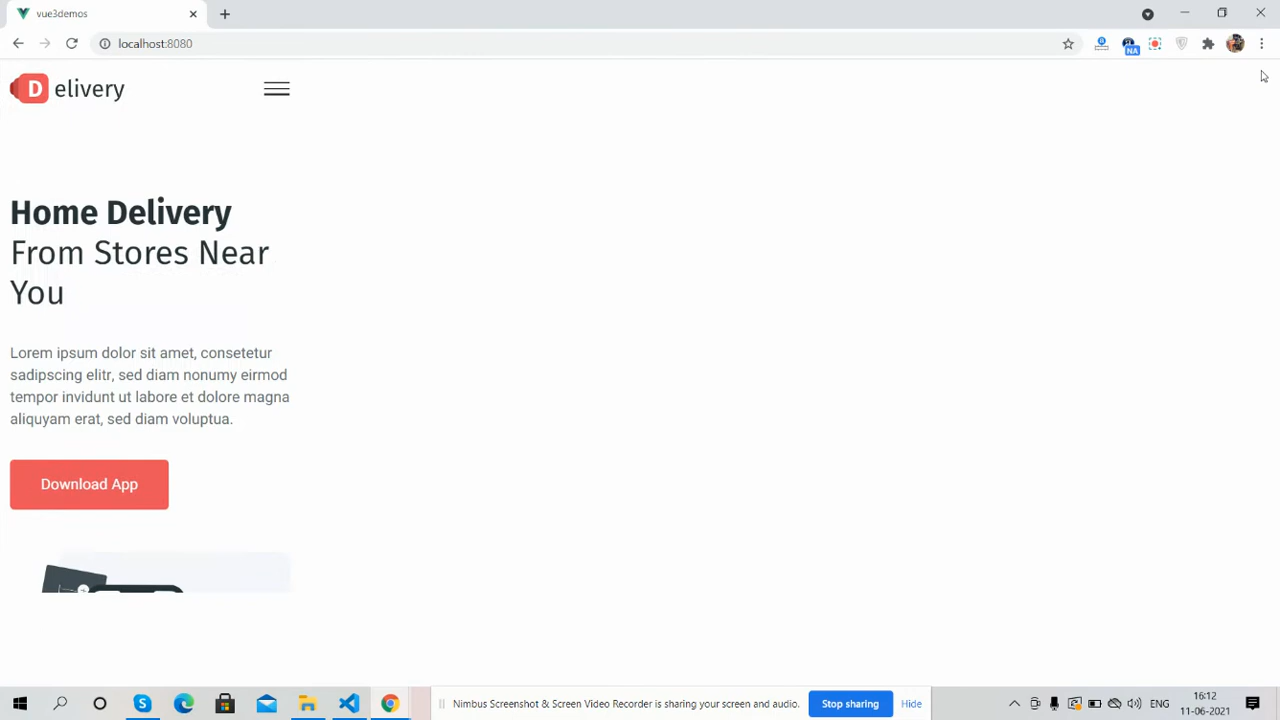 vue3demos
localhost:8080
NA
D elivery
Home Delivery
From Stores Near
You
Lorem ipsum dolor sit amet, consetetur
sadipscing elitr, sed diam nonumy eirmod
tempor invidunt ut labore et dolore magna
aliquyam erat, sed diam voluptua.
Download App
Nimbus Screenshot & Screen Video Recorder is sharing your screen and audio.
Stop sharing
Hide
ENG
16:12
11-06-2021